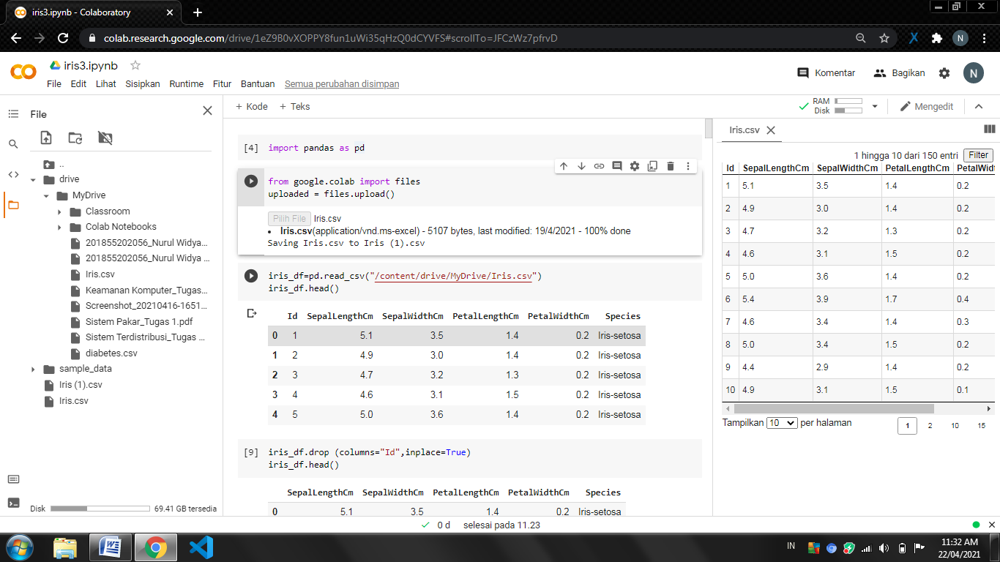 iris3.ipynb - Colaboratory
colab.research.google.com/drive/1eZ9B0vXOPPY8fun1uWi35qHzQ0dCYVFS#scrollTo=JFCzWz7pfrvD
N
iris3.ipynb
File Edit Lihat Sisipkan Runtime Fitur Bantuan Semua perubahan disimpan
Komentar Bagikan N
File
..
drive
MyDrive
Classroom
Colab Notebooks
201855202056_Nurul Widya...
201855202056_Nurul Widya ...
Iris.csv
Keamanan Komputer_Tugas...
Screenshot_20210416-1651...
Sistem Pakar_Tugas 1.pdf
Sistem Terdistribusi_Tugas ...
diabetes.csv
sample_data
Iris (1).csv
Iris.csv
Disk 69.41 GB tersedia
+ Kode + Teks
RAM
Disk
Mengedit
[4] import pandas as pd
from google.colab import files
uploaded = files.upload()
Pilih File Iris.csv
• Iris.csv(application/vnd.ms-excel) - 5107 bytes, last modified: 19/4/2021 - 100% done
Saving Iris.csv to Iris (1).csv
iris_df=pd.read_csv("/content/drive/MyDrive/Iris.csv")
iris_df.head()
Id SepalLengthCm SepalWidthCm PetalLengthCm PetalWidthCm Species
0 1 5.1 3.5 1.4 0.2 Iris-setosa
1 2 4.9 3.0 1.4 0.2 Iris-setosa
2 3 4.7 3.2 1.3 0.2 Iris-setosa
3 4 4.6 3.1 1.5 0.2 Iris-setosa
4 5 5.0 3.6 1.4 0.2 Iris-setosa
[9] iris_df.drop (columns="Id",inplace=True)
iris_df.head()
SepalLengthCm SepalWidthCm PetalLengthCm PetalWidthCm Species
0 5.1 3.5 1.4 0.2 Iris-setosa
Iris.csv
1 hingga 10 dari 150 entri Filter
Id SepalLengthCm SepalWidthCm PetalLengthCm PetalWidt
1 5.1 3.5 1.4 0.2
2 4.9 3.0 1.4 0.2
3 4.7 3.2 1.3 0.2
4 4.6 3.1 1.5 0.2
5 5.0 3.6 1.4 0.2
6 5.4 3.9 1.7 0.4
7 4.6 3.4 1.4 0.3
8 5.0 3.4 1.5 0.2
9 4.4 2.9 1.4 0.2
10 4.9 3.1 1.5 0.1
Tampilkan 10 per halaman 1 2 10 15
0 d selesai pada 11.23
IN
11:32 AM
22/04/2021